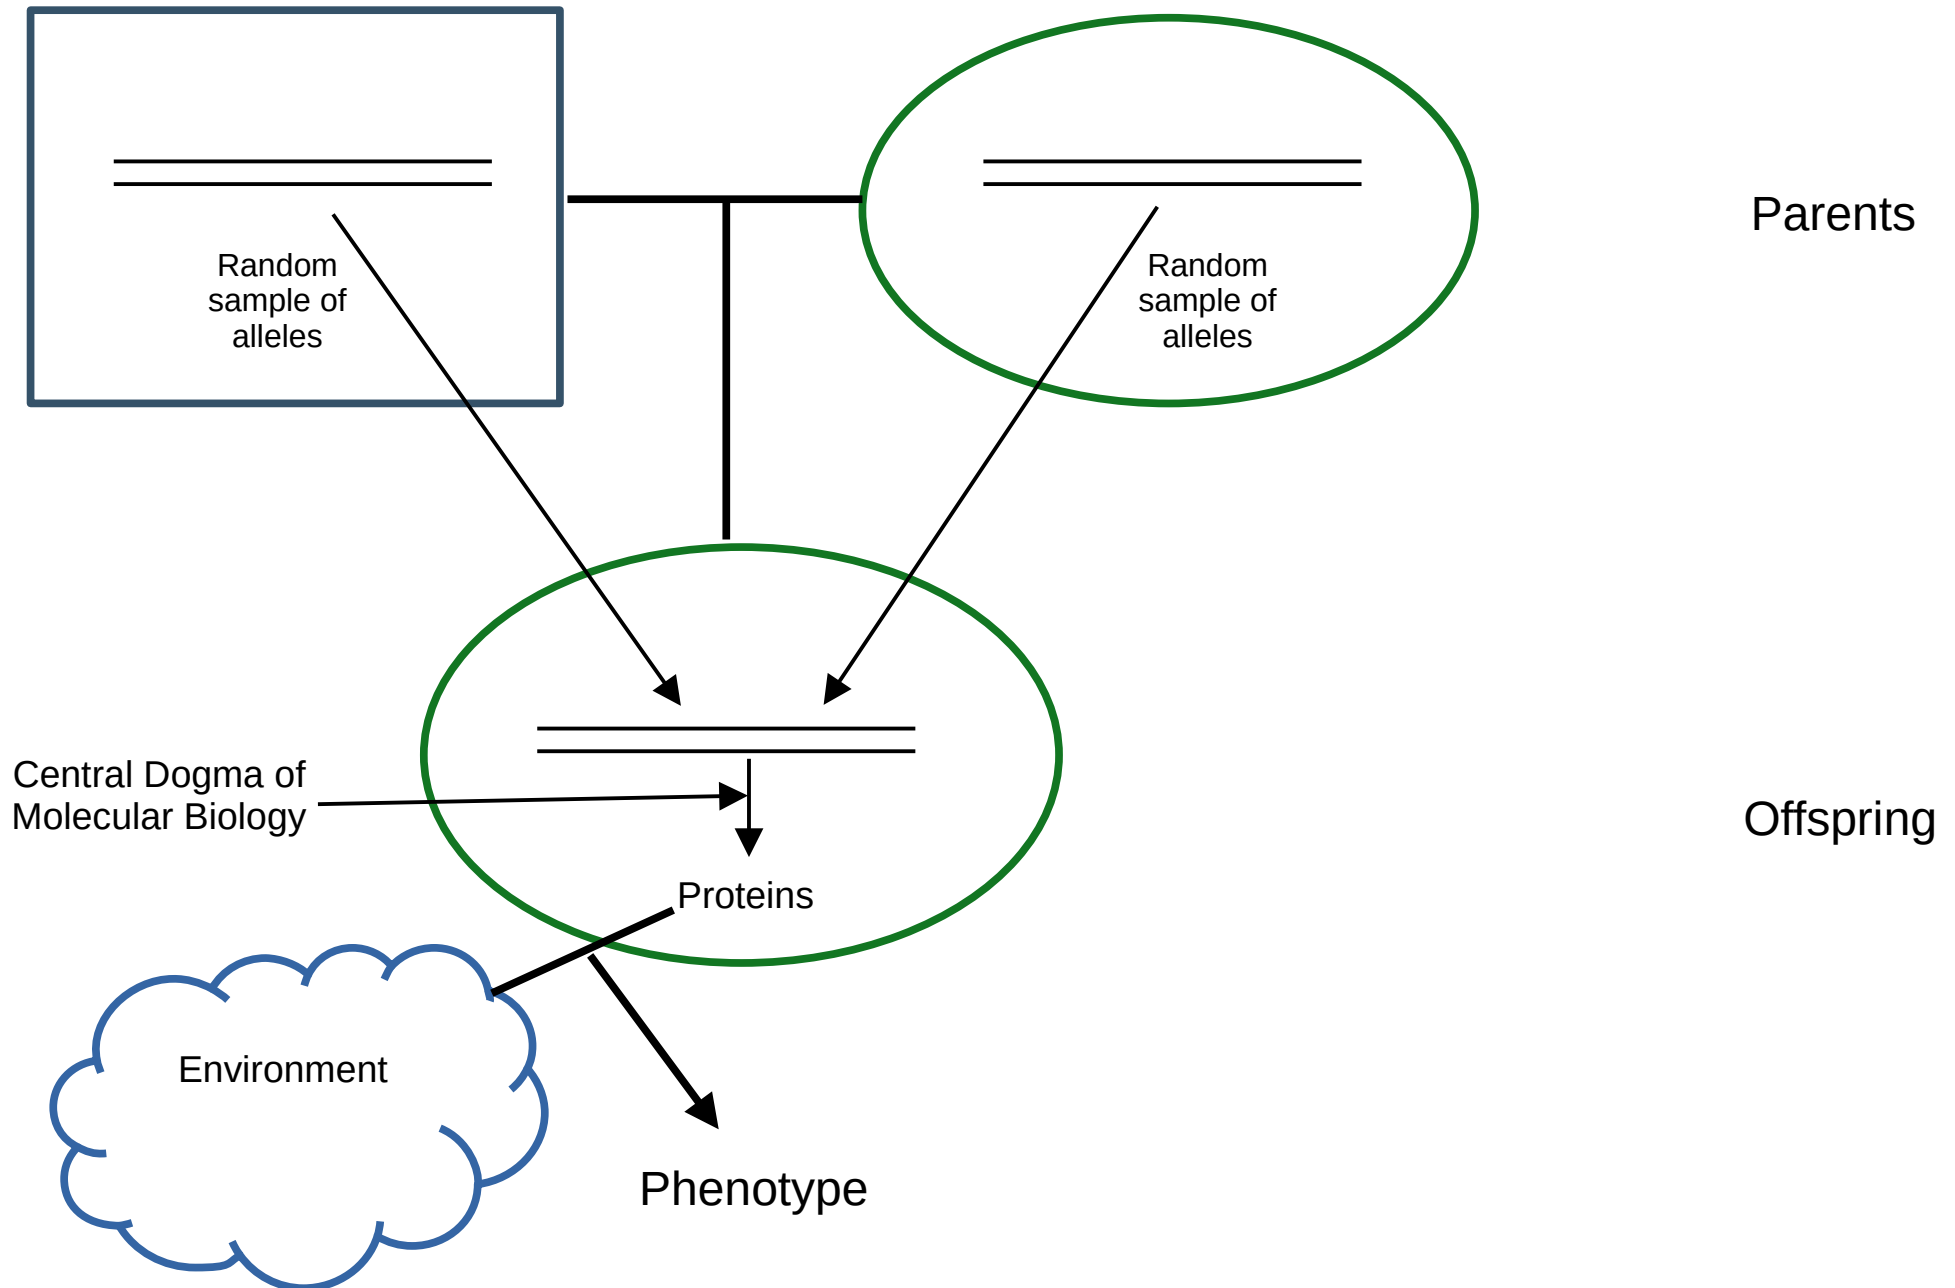 Parents
Random
sample of
alleles
Random
sample of
alleles
Central Dogma of
Molecular Biology
Offspring
Proteins
Environment
Phenotype